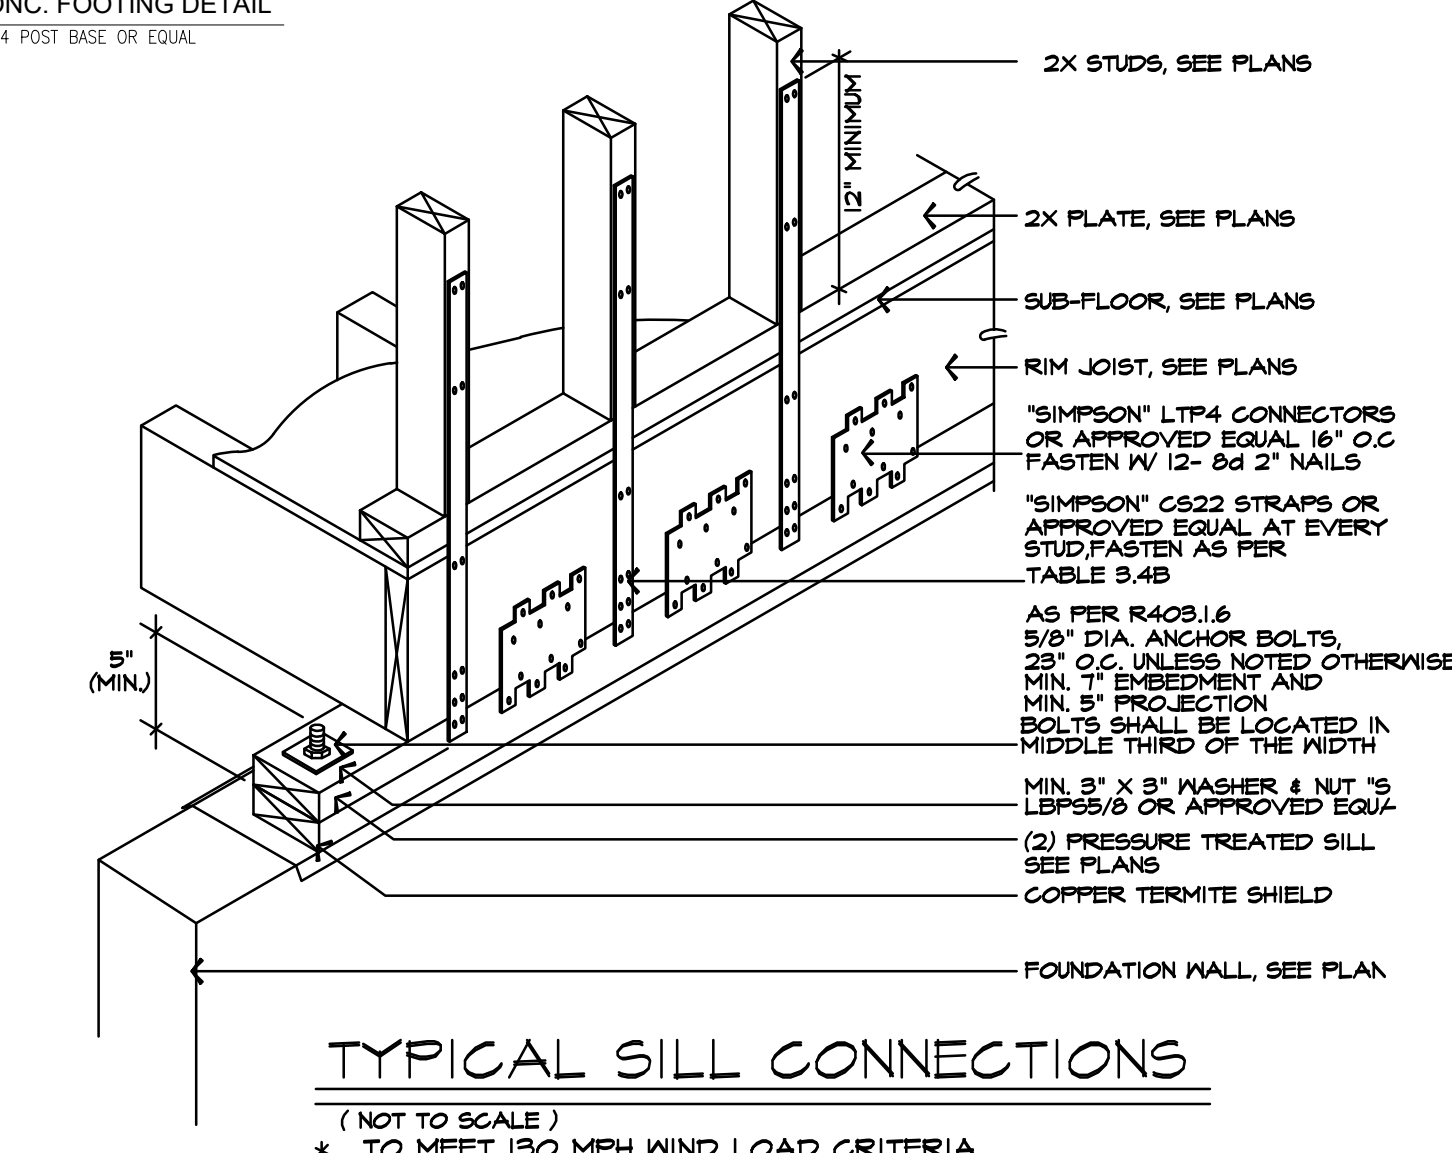 ONC. FOOTING DETAIL
4 POST BASE OR EQUAL
2X STUDS, SEE PLANS
12" MINIMUM
2X PLATE, SEE PLANS
SUB-FLOOR, SEE PLANS
RIM JOIST, SEE PLANS
"SIMPSON" LTP4 CONNECTORS
OR APPROVED EQUAL 16" O.C
FASTEN W/ 12- 8d 2" NAILS
"SIMPSON" CS22 STRAPS OR
APPROVED EQUAL AT EVERY
STUD,FASTEN AS PER
TABLE 3.4B
AS PER R403.1.6
5/8" DIA. ANCHOR BOLTS,
23" O.C. UNLESS NOTED OTHERWISE
MIN. 7" EMBEDMENT AND
MIN. 5" PROJECTION
BOLTS SHALL BE LOCATED IN
MIDDLE THIRD OF THE WIDTH
5"
(MIN.)
MIN. 3" X 3" WASHER & NUT "S
LBPS5/8 OR APPROVED EQUA
(2) PRESSURE TREATED SILL
SEE PLANS
COPPER TERMITE SHIELD
FOUNDATION WALL, SEE PLAN
TYPICAL SILL CONNECTIONS
( NOT TO SCALE )
* TO MEET 130 MPH WIND LOAD CRITERIA